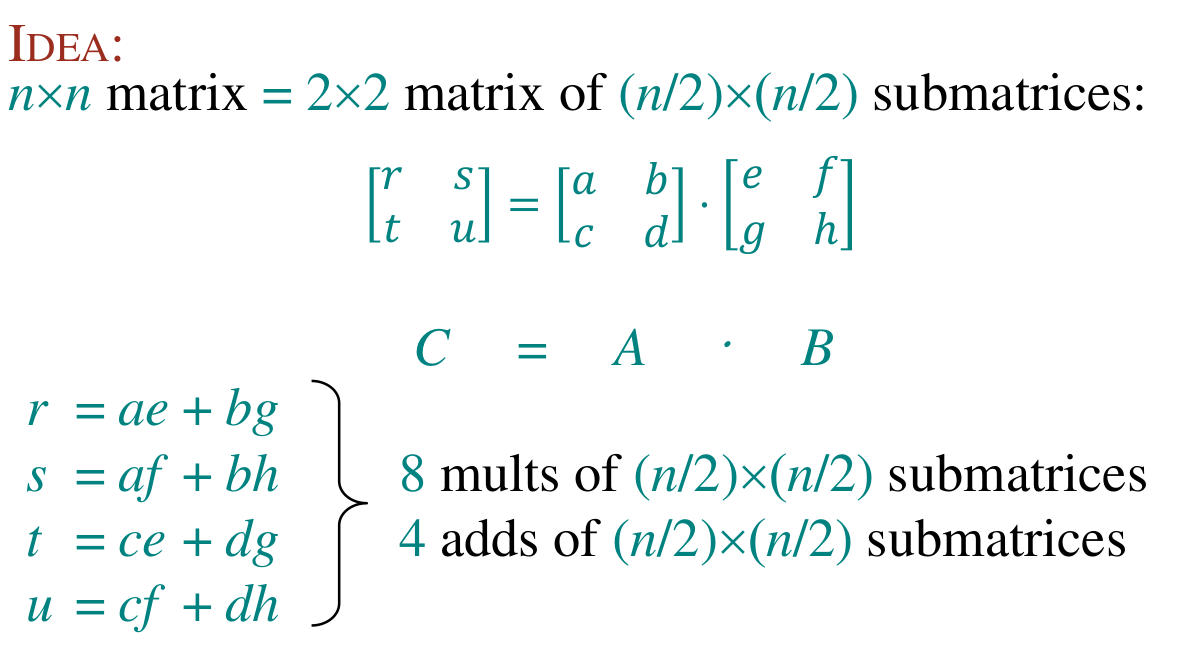 IDEA:
n×n matrix = 2×2 matrix of (n/2)×(n/2) submatrices:
[r s] = [a b] · [e f]
[t u] [c d] [g h]
C = A · B
r = ae + bg
s = af + bh
t = ce + dg
u = cf + dh
8 mults of (n/2)×(n/2) submatrices
4 adds of (n/2)×(n/2) submatrices